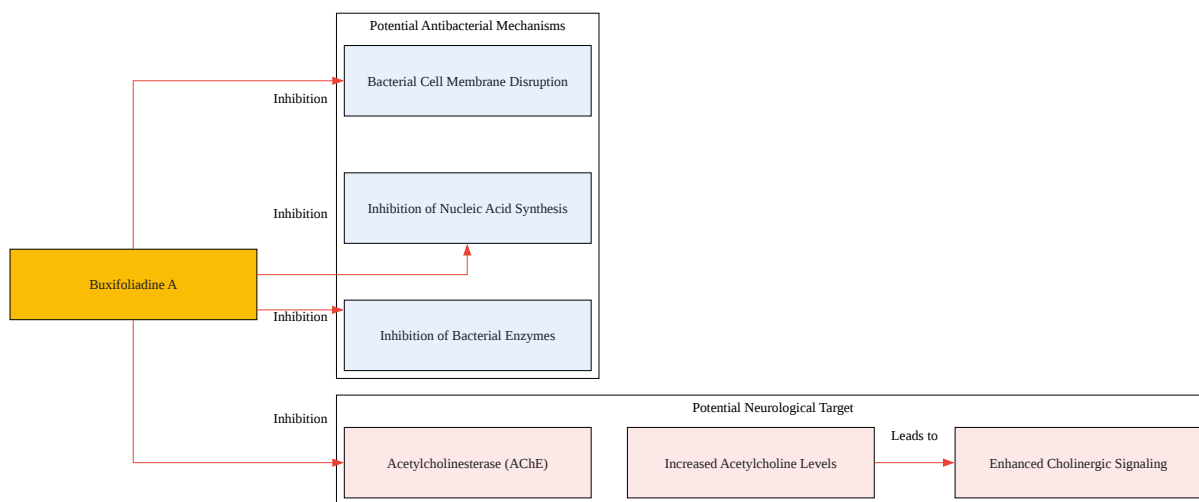 Potential Antibacterial Mechanisms
Bacterial Cell Membrane Disruption
Inhibition
Inhibition of Nucleic Acid Synthesis
Inhibition
Buxifoliadine A
Inhibition
Inhibition of Bacterial Enzymes
Potential Neurological Target
Inhibition
Acetylcholinesterase (AChE)
Increased Acetylcholine Levels
Leads to
Enhanced Cholinergic Signaling